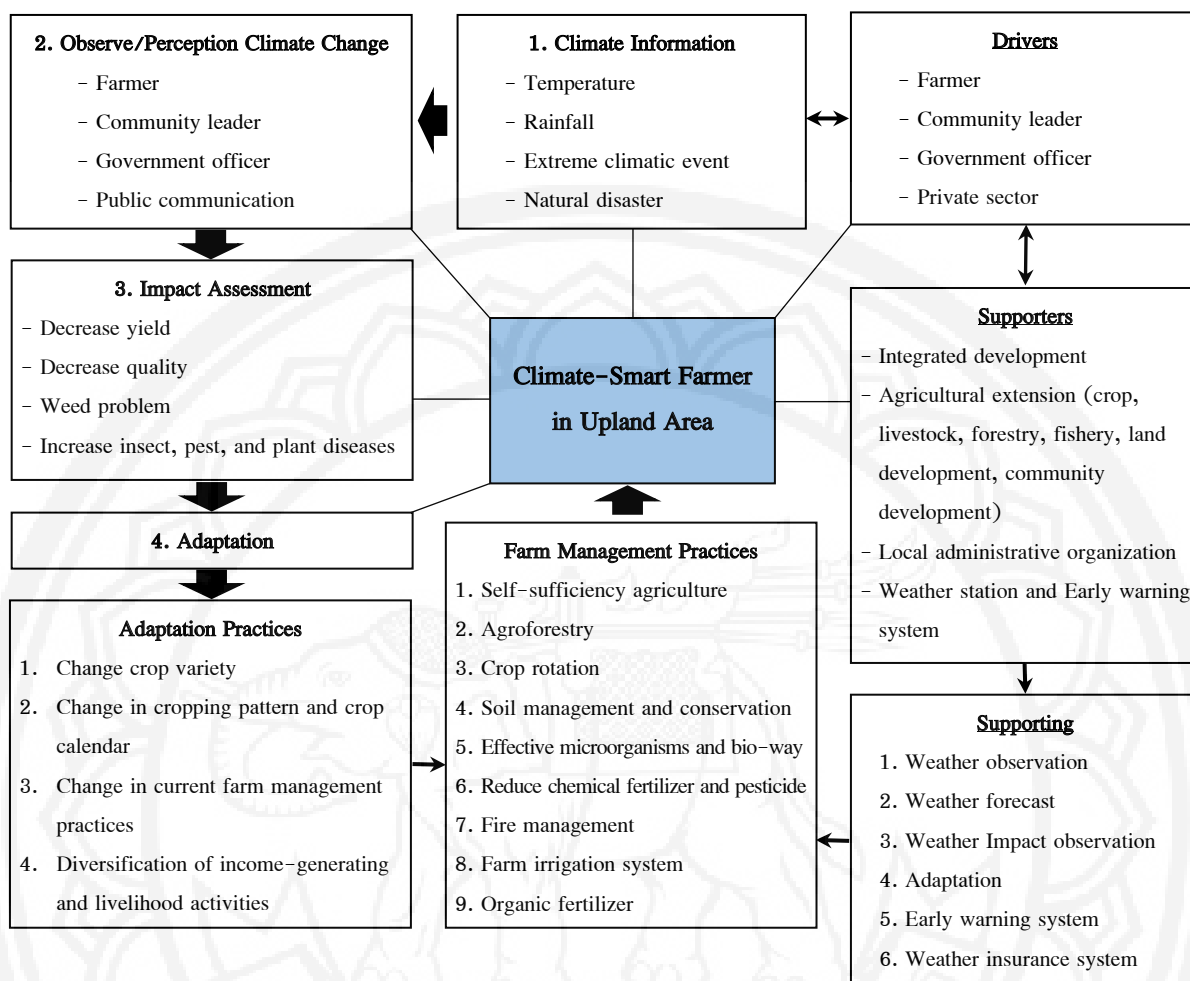 2. Observe/Perception Climate Change
- Farmer
- Community leader
- Government officer
- Public communication
1. Climate Information
- Temperature
- Rainfall
- Extreme climatic event
- Natural disaster
Drivers
- Farmer
- Community leader
- Government officer
- Private sector
3. Impact Assessment
- Decrease yield
- Decrease quality
- Weed problem
- Increase insect, pest, and plant diseases
Climate-Smart Farmer
in Upland Area
Supporters
- Integrated development
- Agricultural extension (crop,
livestock, forestry, fishery, land
development, community
development)
- Local administrative organization
- Weather station and Early warning
system
4. Adaptation
Adaptation Practices
1. Change crop variety
2. Change in cropping pattern and crop
calendar
3. Change in current farm management
practices
4. Diversification of income-generating
and livelihood activities
Farm Management Practices
1. Self-sufficiency agriculture
2. Agroforestry
3. Crop rotation
4. Soil management and conservation
5. Effective microorganisms and bio-way
6. Reduce chemical fertilizer and pesticide
7. Fire management
8. Farm irrigation system
9. Organic fertilizer
Supporting
1. Weather observation
2. Weather forecast
3. Weather Impact observation
4. Adaptation
5. Early warning system
6. Weather insurance system